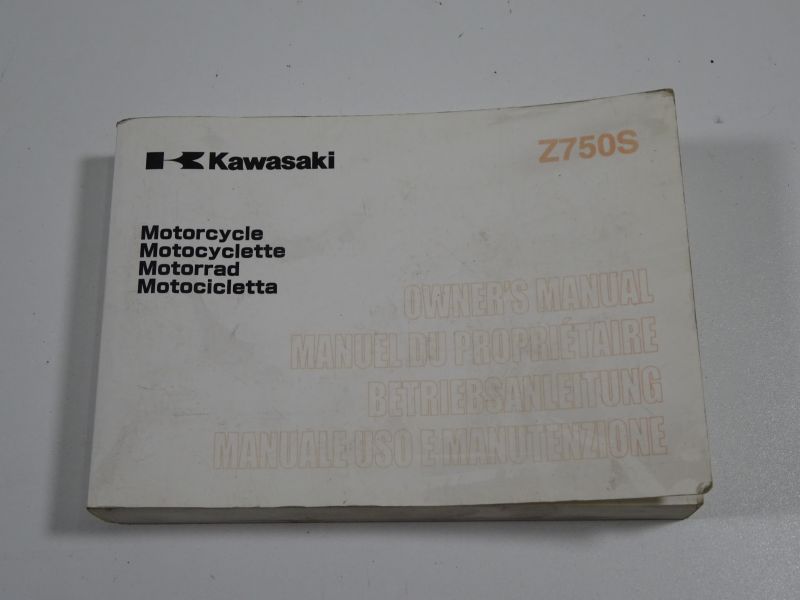 Kawasaki
Z750S
Motorcycle
Motocyclette
Motorrad
Motocicletta
OWNER'S MANUAL
MANUEL DU PROPRIÉTAIRE
BETRIEBSANLEITUNG
MANUALE USO E MANUTENZIONE